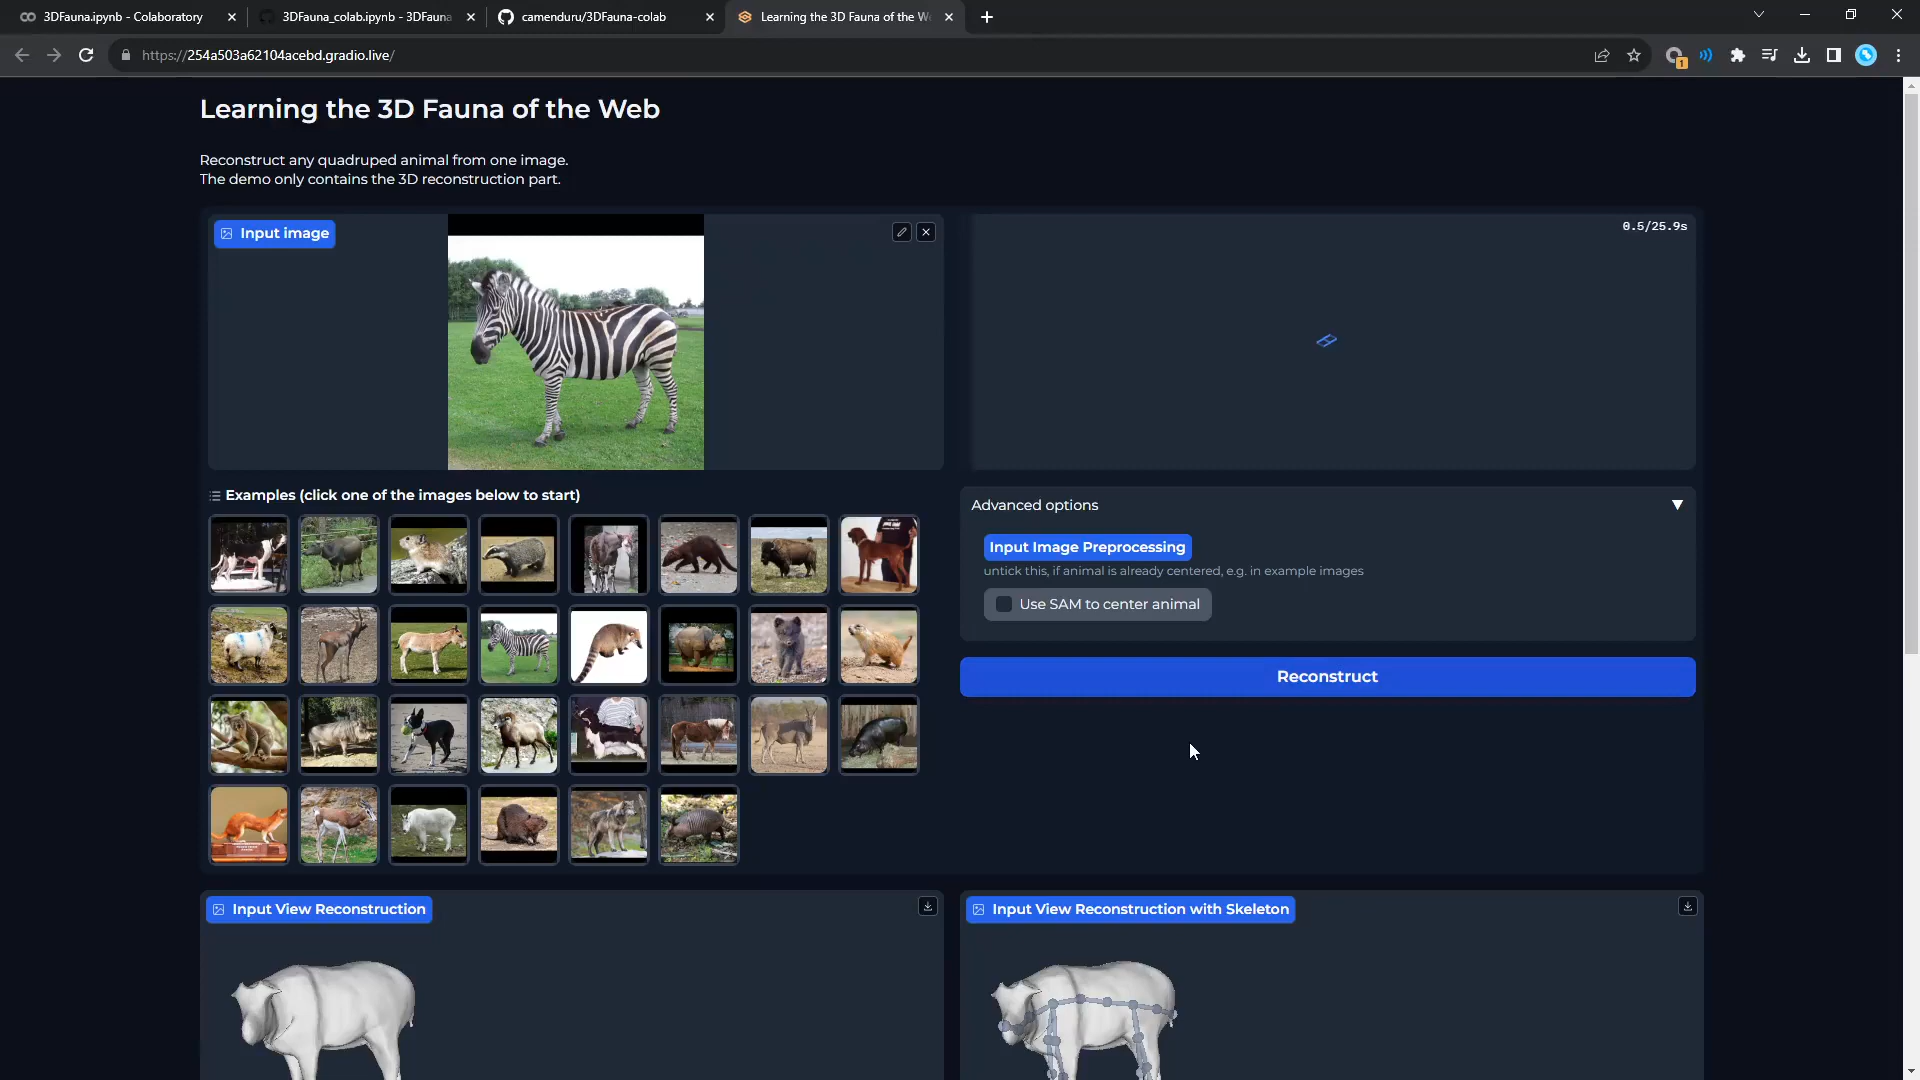 3DFauna.ipynb - Colaboratory
3DFauna_colab.ipynb - 3DFauna
camenduru/3DFauna-colab
Learning the 3D Fauna of the
https://254a503a62104acebd.gradio.live/
1
Learning the 3D Fauna of the Web
Reconstruct any quadruped animal from one image.
The demo only contains the 3D reconstruction part.
Input image
0.5/25.9s
Examples (click one of the images below to start)
Advanced options
Input Image Preprocessing
untick this, if animal is already centered, e.g. in example images
Use SAM to center animal
Reconstruct
Input View Reconstruction
Input View Reconstruction with Skeleton